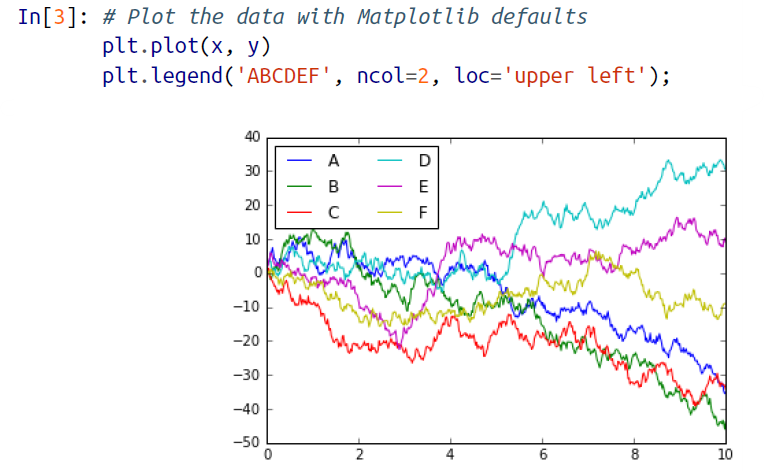 In[3]: # Plot the data with Matplotlib defaults
plt.plot(x, y)
plt.legend('ABCDEF', ncol=2, loc='upper left');
40
30
20
10
0
−10
−20
−30
−40
−50
A D
B E
C F
0 2 4 6 8 10